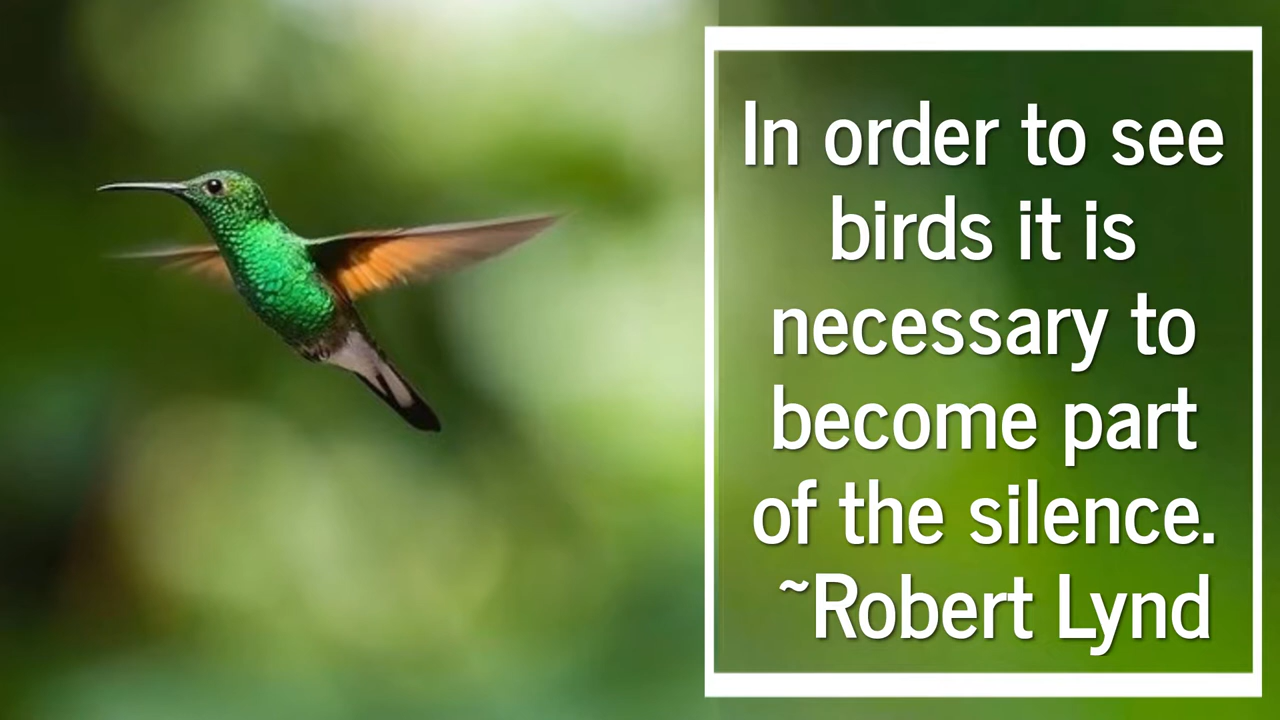 In order to see
birds it is
necessary to
become part
of the silence.
~Robert Lynd